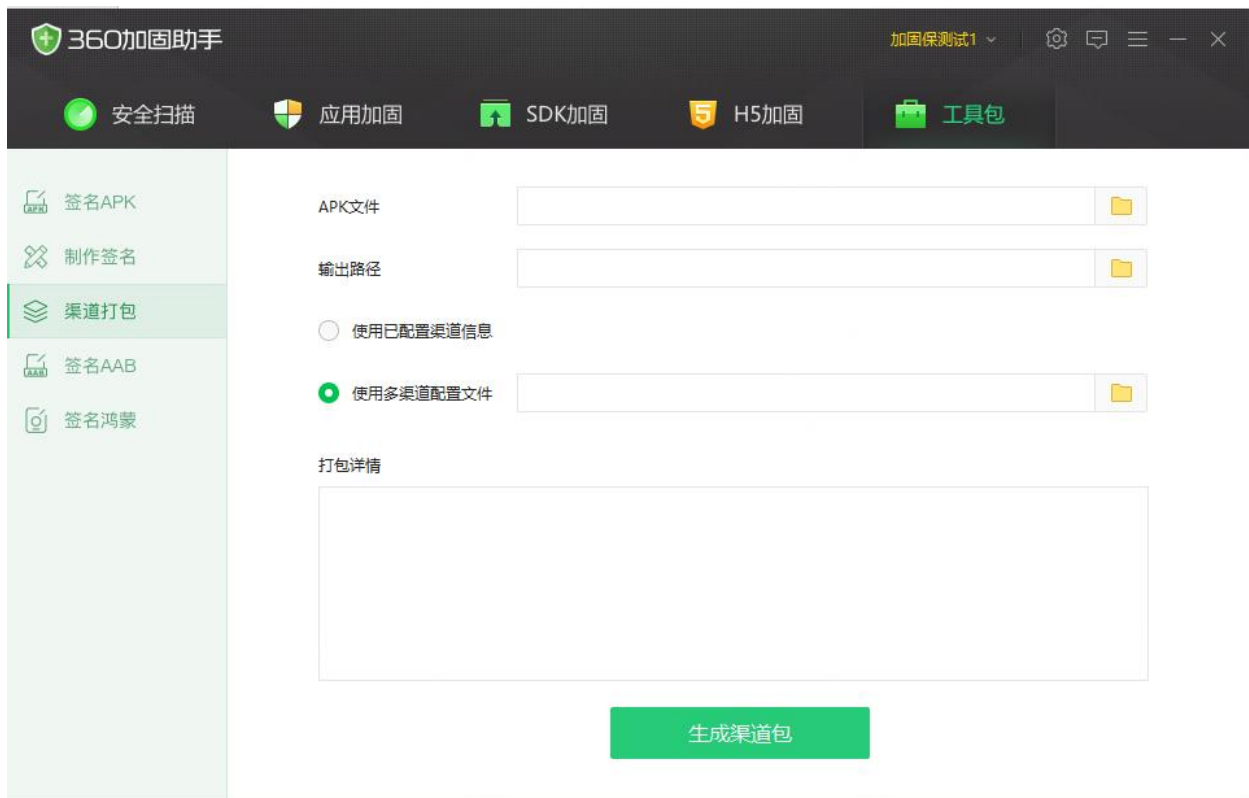 360加固助手
加固保测试1
安全扫描
应用加固
SDK加固
5 H5加固
工具包
APK 签名APK
制作签名
渠道打包
AAB 签名AAB
签名鸿蒙
APK文件
输出路径
使用已配置渠道信息
使用多渠道配置文件
打包详情
生成渠道包